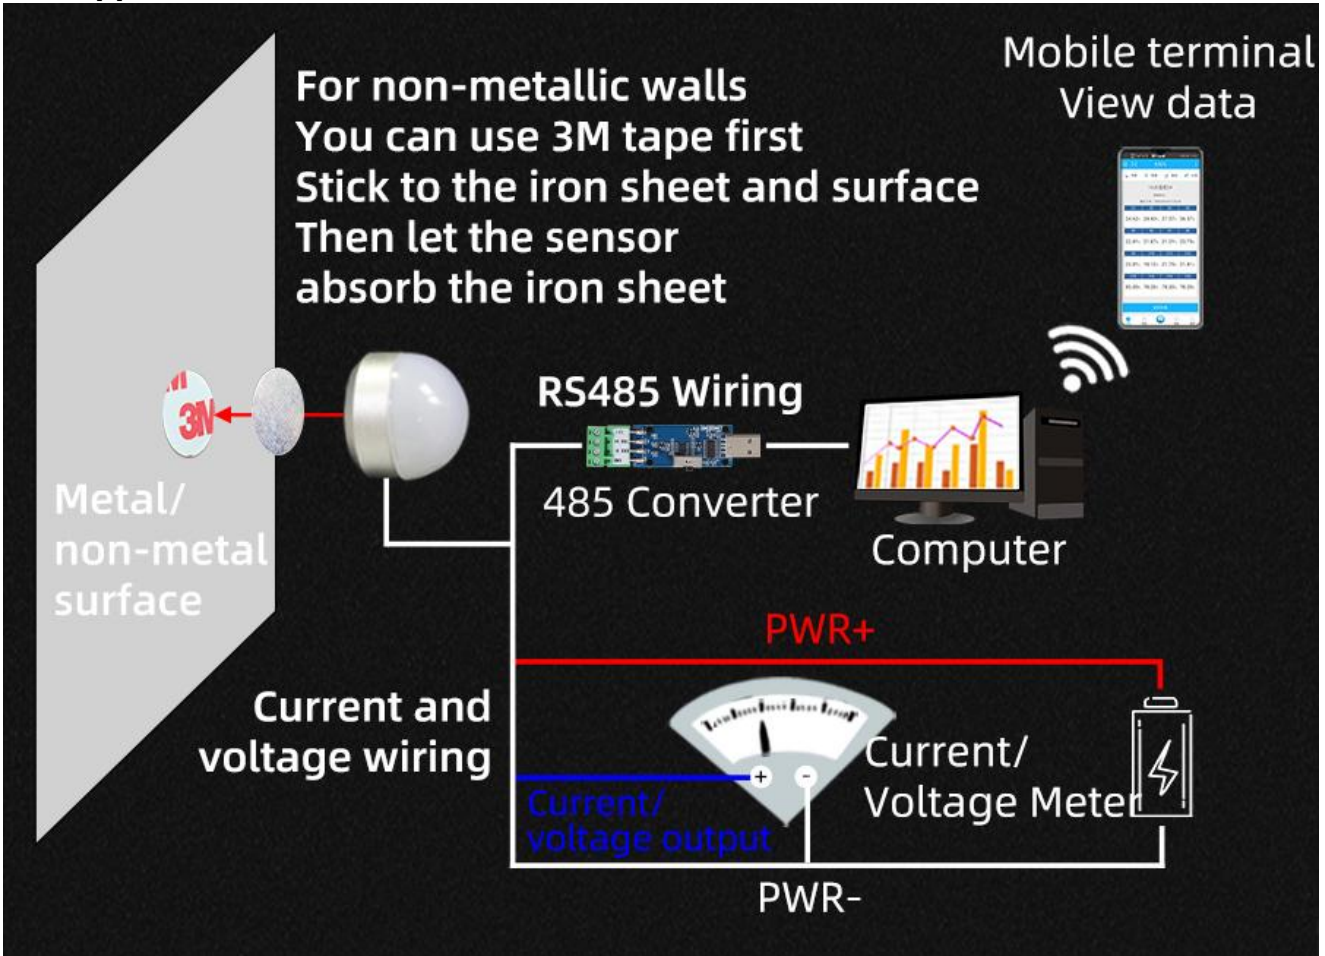 For non-metallic walls
You can use 3M tape first
Stick to the iron sheet and surface
Then let the sensor
absorb the iron sheet
Mobile terminal
View data
3M
RS485 Wiring
485 Converter
Computer
Metal/
non-metal
surface
PWR+
Current and
voltage wiring
Current/
Voltage Meter
+
-
Current/
voltage output
PWR-